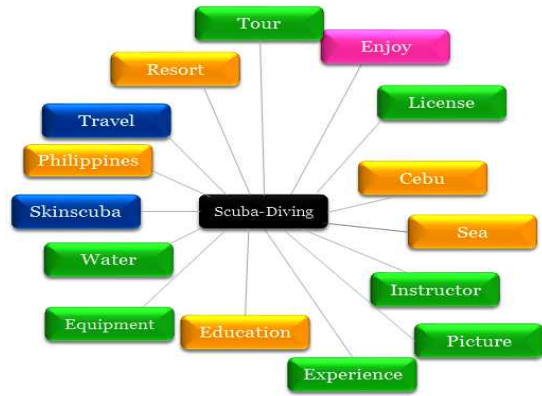 Tour
Enjoy
Resort
License
Travel
Philippines
Cebu
Skinscuba
Scuba-Diving
Sea
Water
Instructor
Equipment
Education
Picture
Experience